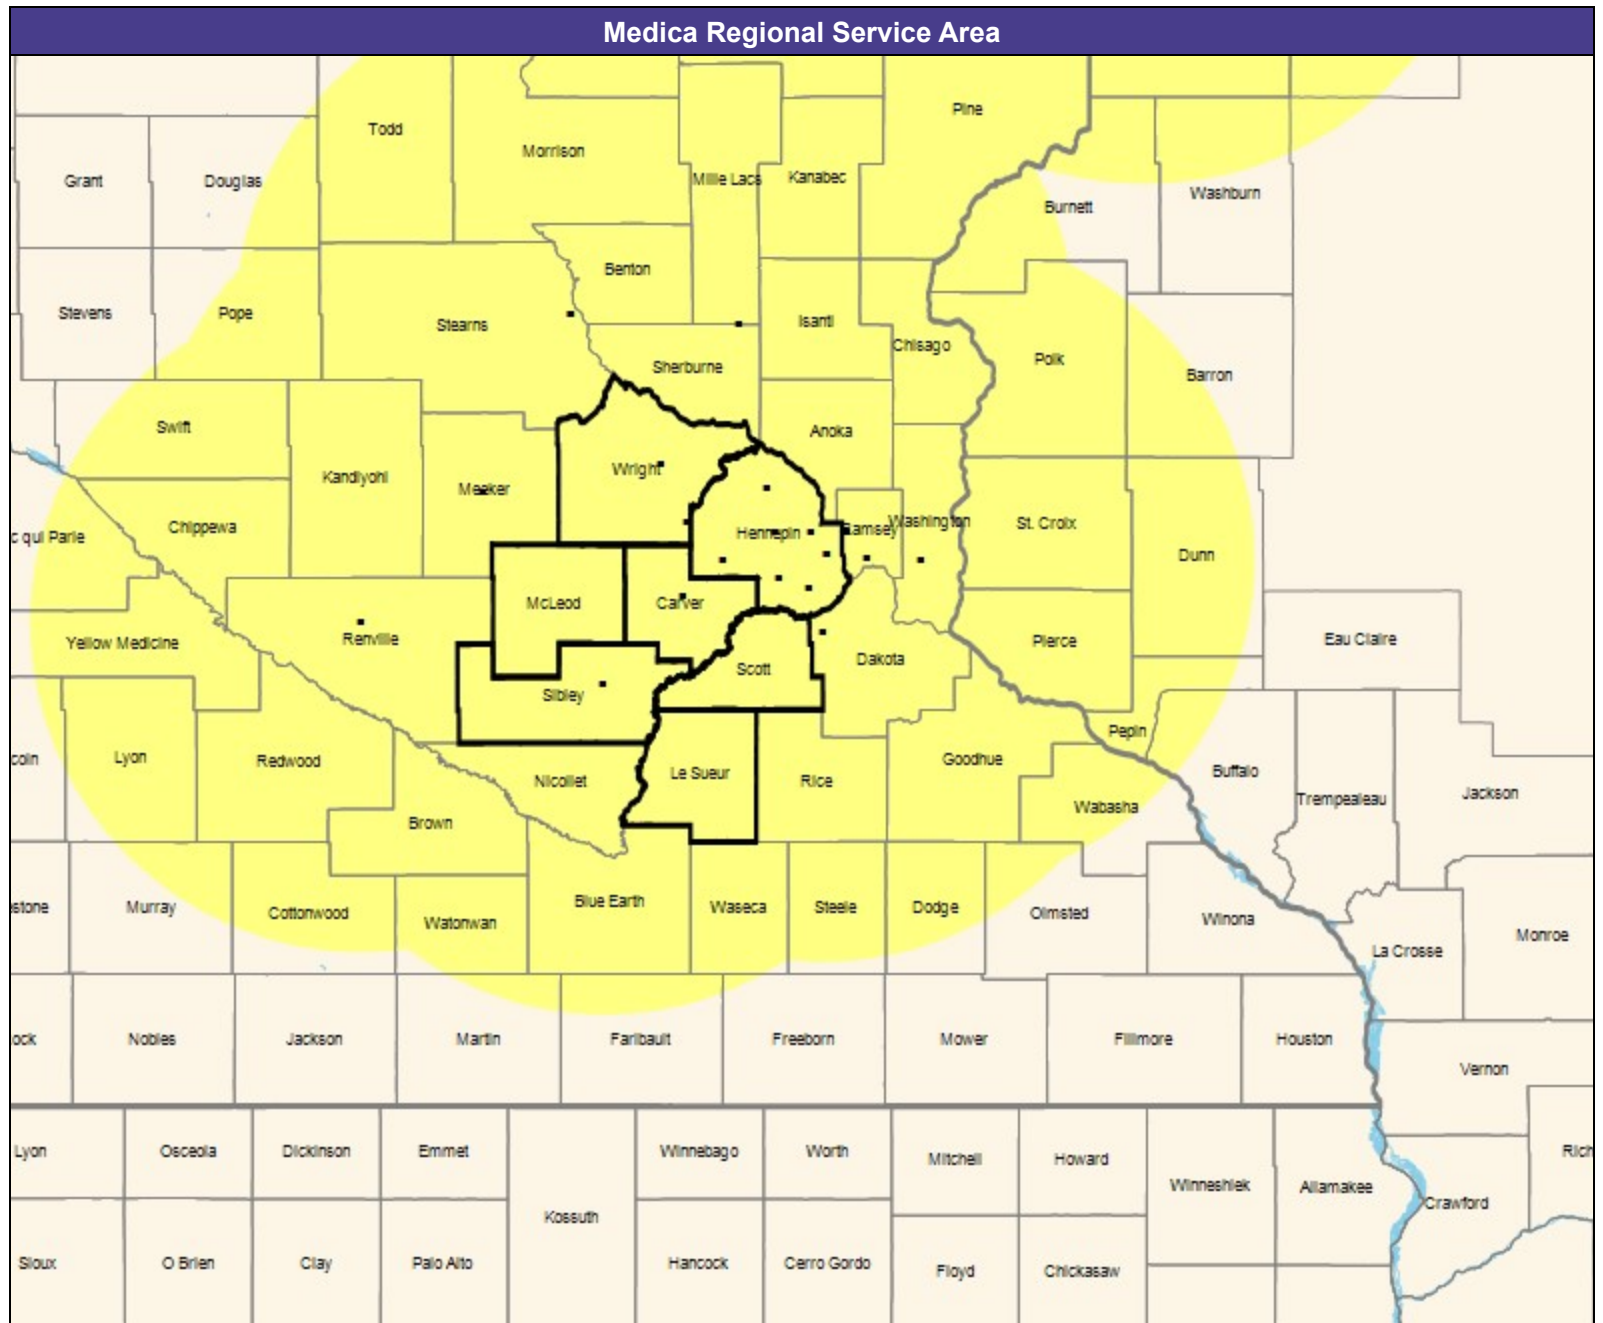 Medica Regional Service Area
Pine
Todd
Morrison
Mille Lacs
Kanabec
Grant
Douglas
Washburn
Burnett
Benton
Stevens
Pope
Stearns
Isanti
Chisago
Polk
Sherburne
Barron
Swift
Anoka
Wright
Kandiyohi
Meeker
Chippewa
Hennepin
Ramsey
Washington
St. Croix
c qui Parle
Dunn
McLeod
Carver
Renville
Yellow Medicine
Pierce
Eau Claire
Scott
Dakota
Sibley
Pepin
coln
Lyon
Redwood
Nicollet
Le Sueur
Rice
Goodhue
Buffalo
Trempealeau
Jackson
Wabasha
Brown
stone
Murray
Cottonwood
Watonwan
Blue Earth
Waseca
Steele
Dodge
Olmsted
Winona
La Crosse
Monroe
ock
Nobles
Jackson
Martin
Faribault
Freeborn
Mower
Fillmore
Houston
Vernon
Lyon
Osceola
Dickinson
Emmet
Winnebago
Worth
Mitchell
Howard
Winneshiek
Allamakee
Crawford
Rich
Kossuth
Sioux
O Brien
Clay
Palo Alto
Hancock
Cerro Gordo
Floyd
Chickasaw